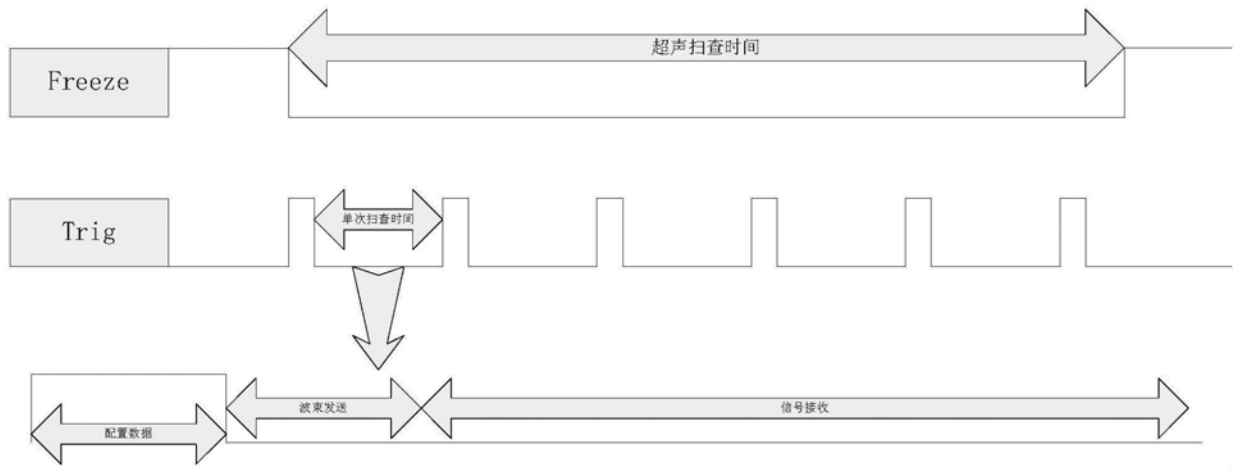 超声扫查时间
Freeze
单次扫查时间
Trig
波束发送
信号接收
配置数据